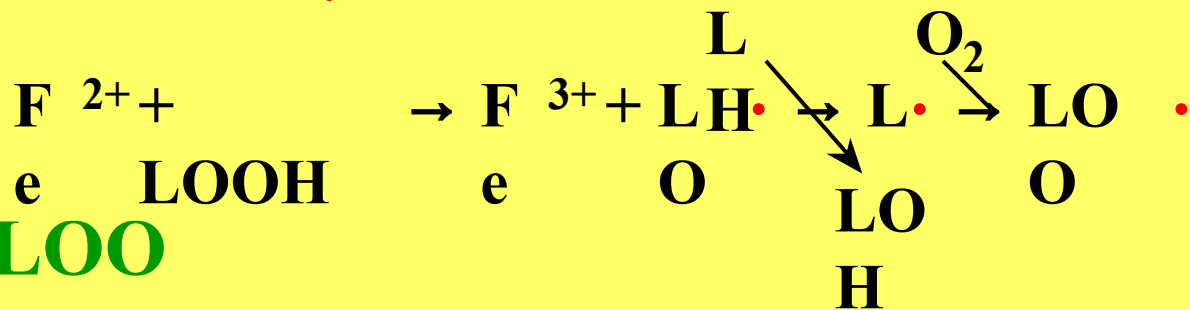 L O₂
F 2+ + → F 3+ + L H• → L• → LO •
e LOOH e O LO O
LOO H